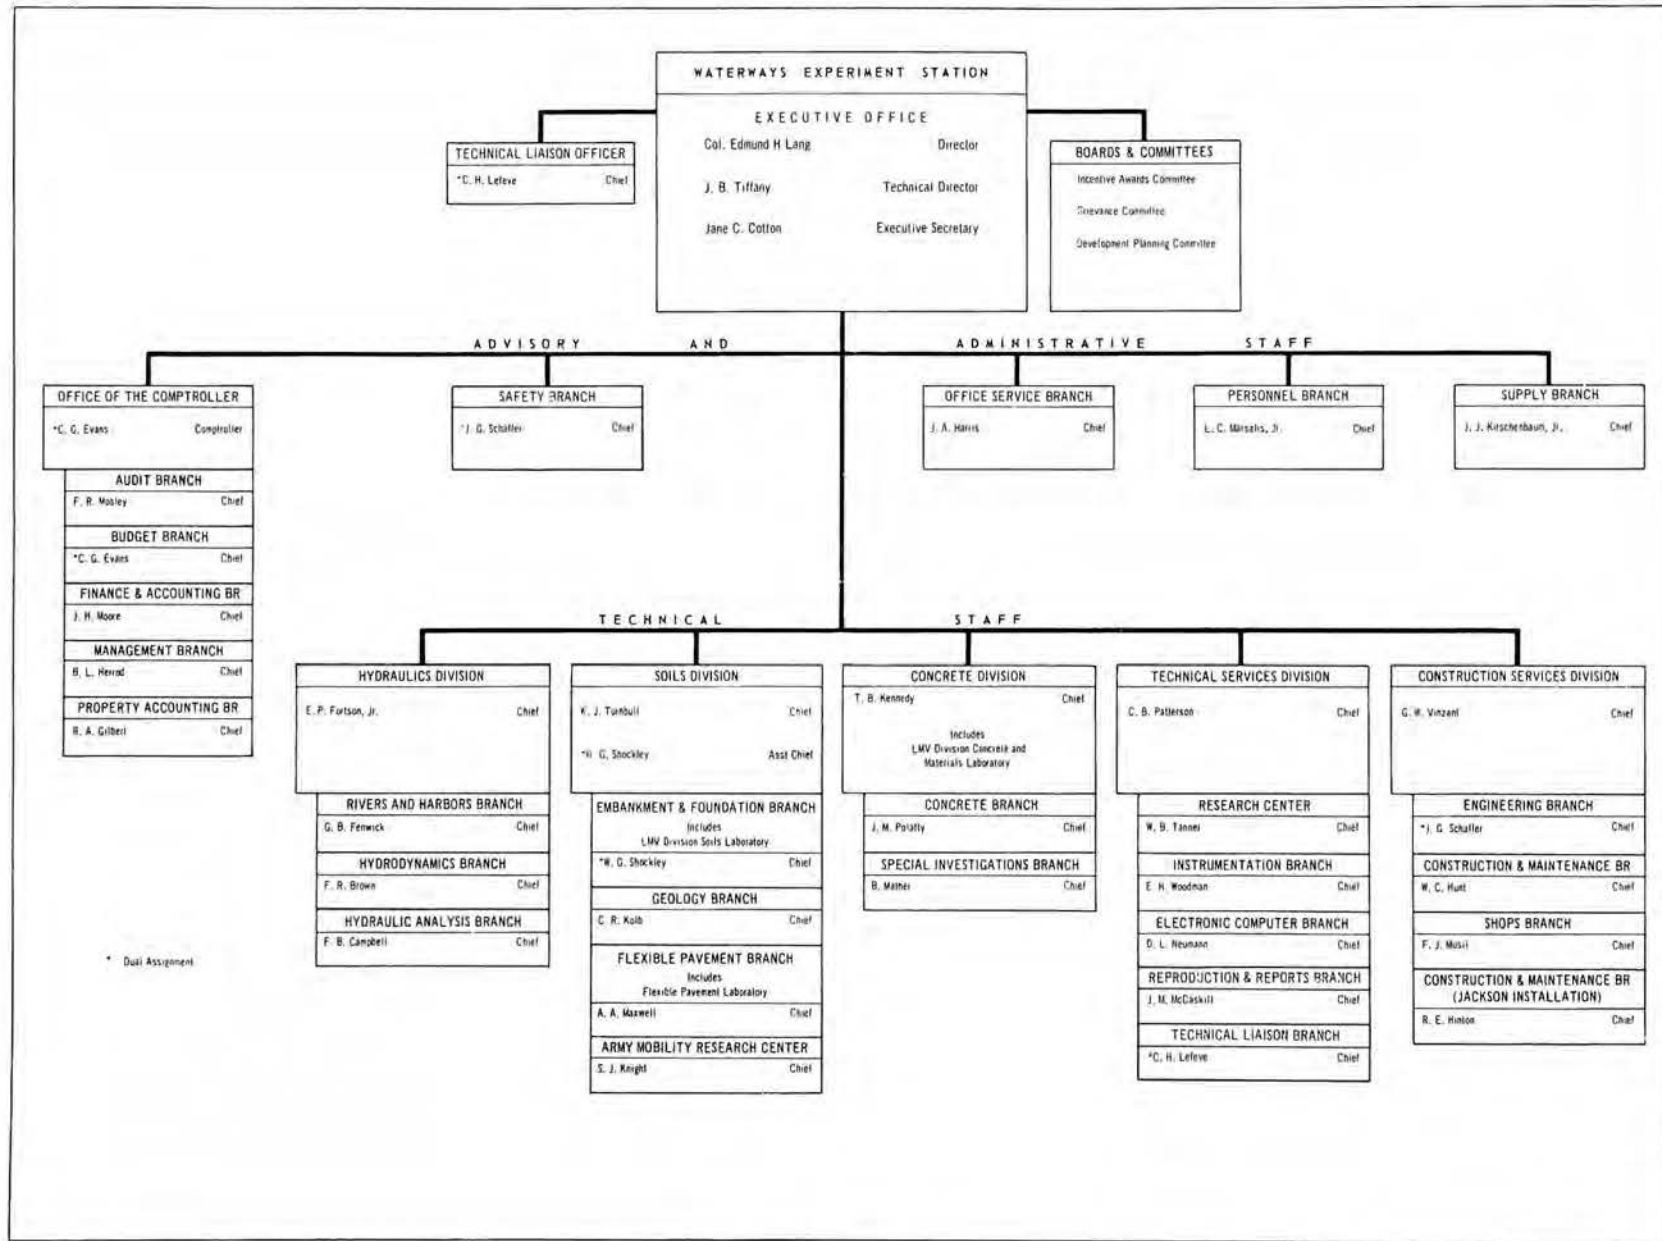 WATERWAYS EXPERIMENT STATION
EXECUTIVE OFFICE
Col. Edmund H Lang Director
J. B. Tiffany Technical Director
Jane C. Cotton Executive Secretary
TECHNICAL LIAISON OFFICER
*C. H. Lefeve Chief
BOARDS & COMMITTEES
Incentive Awards Committee
Grievance Committee
Development Planning Committee
ADVISORY AND ADMINISTRATIVE STAFF
OFFICE OF THE COMPTROLLER
*C. G. Evans Comptroller
AUDIT BRANCH
F. R. Mosley Chief
BUDGET BRANCH
*C. G. Evans Chief
FINANCE & ACCOUNTING BR
J. H. Moore Chief
MANAGEMENT BRANCH
B. L. Herrod Chief
PROPERTY ACCOUNTING BR
R. A. Gilbert Chief
SAFETY BRANCH
*J. G. Schaffer Chief
OFFICE SERVICE BRANCH
J. A. Harris Chief
PERSONNEL BRANCH
L. C. Marsalis, Jr. Chief
SUPPLY BRANCH
J. J. Kirschenbaum, Jr. Chief
TECHNICAL STAFF
HYDRAULICS DIVISION
E. P. Fortson, Jr. Chief
RIVERS AND HARBORS BRANCH
G. B. Fenwick Chief
HYDRODYNAMICS BRANCH
F. R. Brown Chief
HYDRAULIC ANALYSIS BRANCH
F. B. Campbell Chief
SOILS DIVISION
J. Turnbull Chief
G. Shockley Asst Chief
EMBANKMENT & FOUNDATION BRANCH
Includes
LMV Division Soils Laboratory
*W. G. Shockley Chief
GEOLOGY BRANCH
C. R. Kolb Chief
FLEXIBLE PAVEMENT BRANCH
Includes
Flexible Pavement Laboratory
A. A. Maxwell Chief
ARMY MOBILITY RESEARCH CENTER
S. J. Knight Chief
CONCRETE DIVISION
T. B. Kennedy Chief
Includes
LMV Division Concrete and
Materials Laboratory
CONCRETE BRANCH
J. M. Polatty Chief
SPECIAL INVESTIGATIONS BRANCH
B. Mather Chief
TECHNICAL SERVICES DIVISION
C. B. Patterson Chief
RESEARCH CENTER
W. B. Tanner Chief
INSTRUMENTATION BRANCH
E. H. Woodman Chief
ELECTRONIC COMPUTER BRANCH
D. L. Neumann Chief
REPRODUCTION & REPORTS BRANCH
J. M. McCaskill Chief
TECHNICAL LIAISON BRANCH
*C. H. Lefeve Chief
CONSTRUCTION SERVICES DIVISION
G. W. Vinzant Chief
ENGINEERING BRANCH
*J. G. Schaffer Chief
CONSTRUCTION & MAINTENANCE BR
W. C. Hunt Chief
SHOPS BRANCH
F. J. Musil Chief
CONSTRUCTION & MAINTENANCE BR
(JACKSON INSTALLATION)
R. E. Hinton Chief
* Dual Assignment